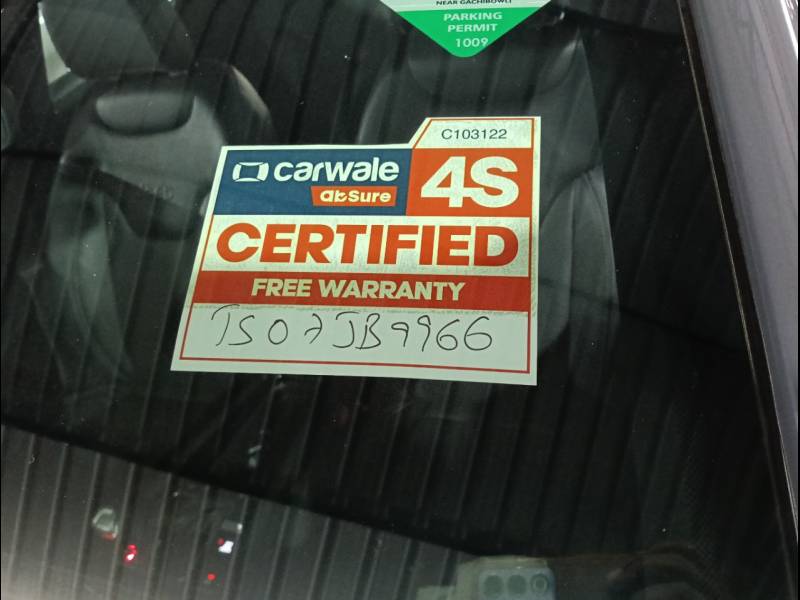 NEAR GACHIBOWLI
PARKING
PERMIT
1009
C103122
carwale
abSure
4S
CERTIFIED
FREE WARRANTY
TS07JB9966